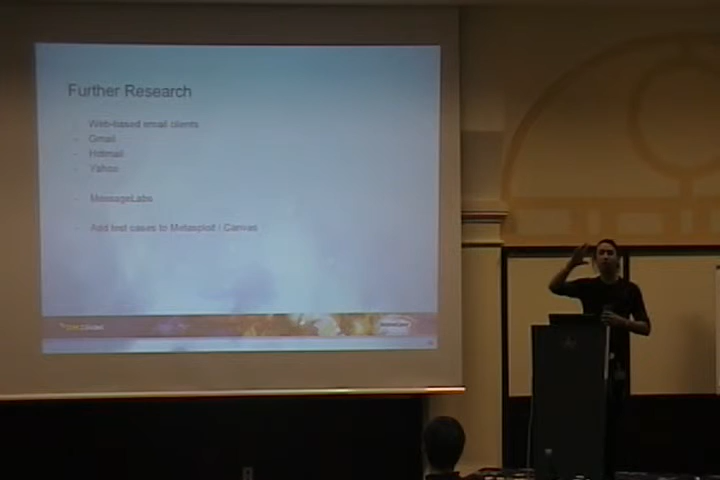 Further Research
- Web-based email clients
- Gmail
- Hotmail
- Yahoo
- MessageLabs
- Add test cases to Metasploit / Canvas